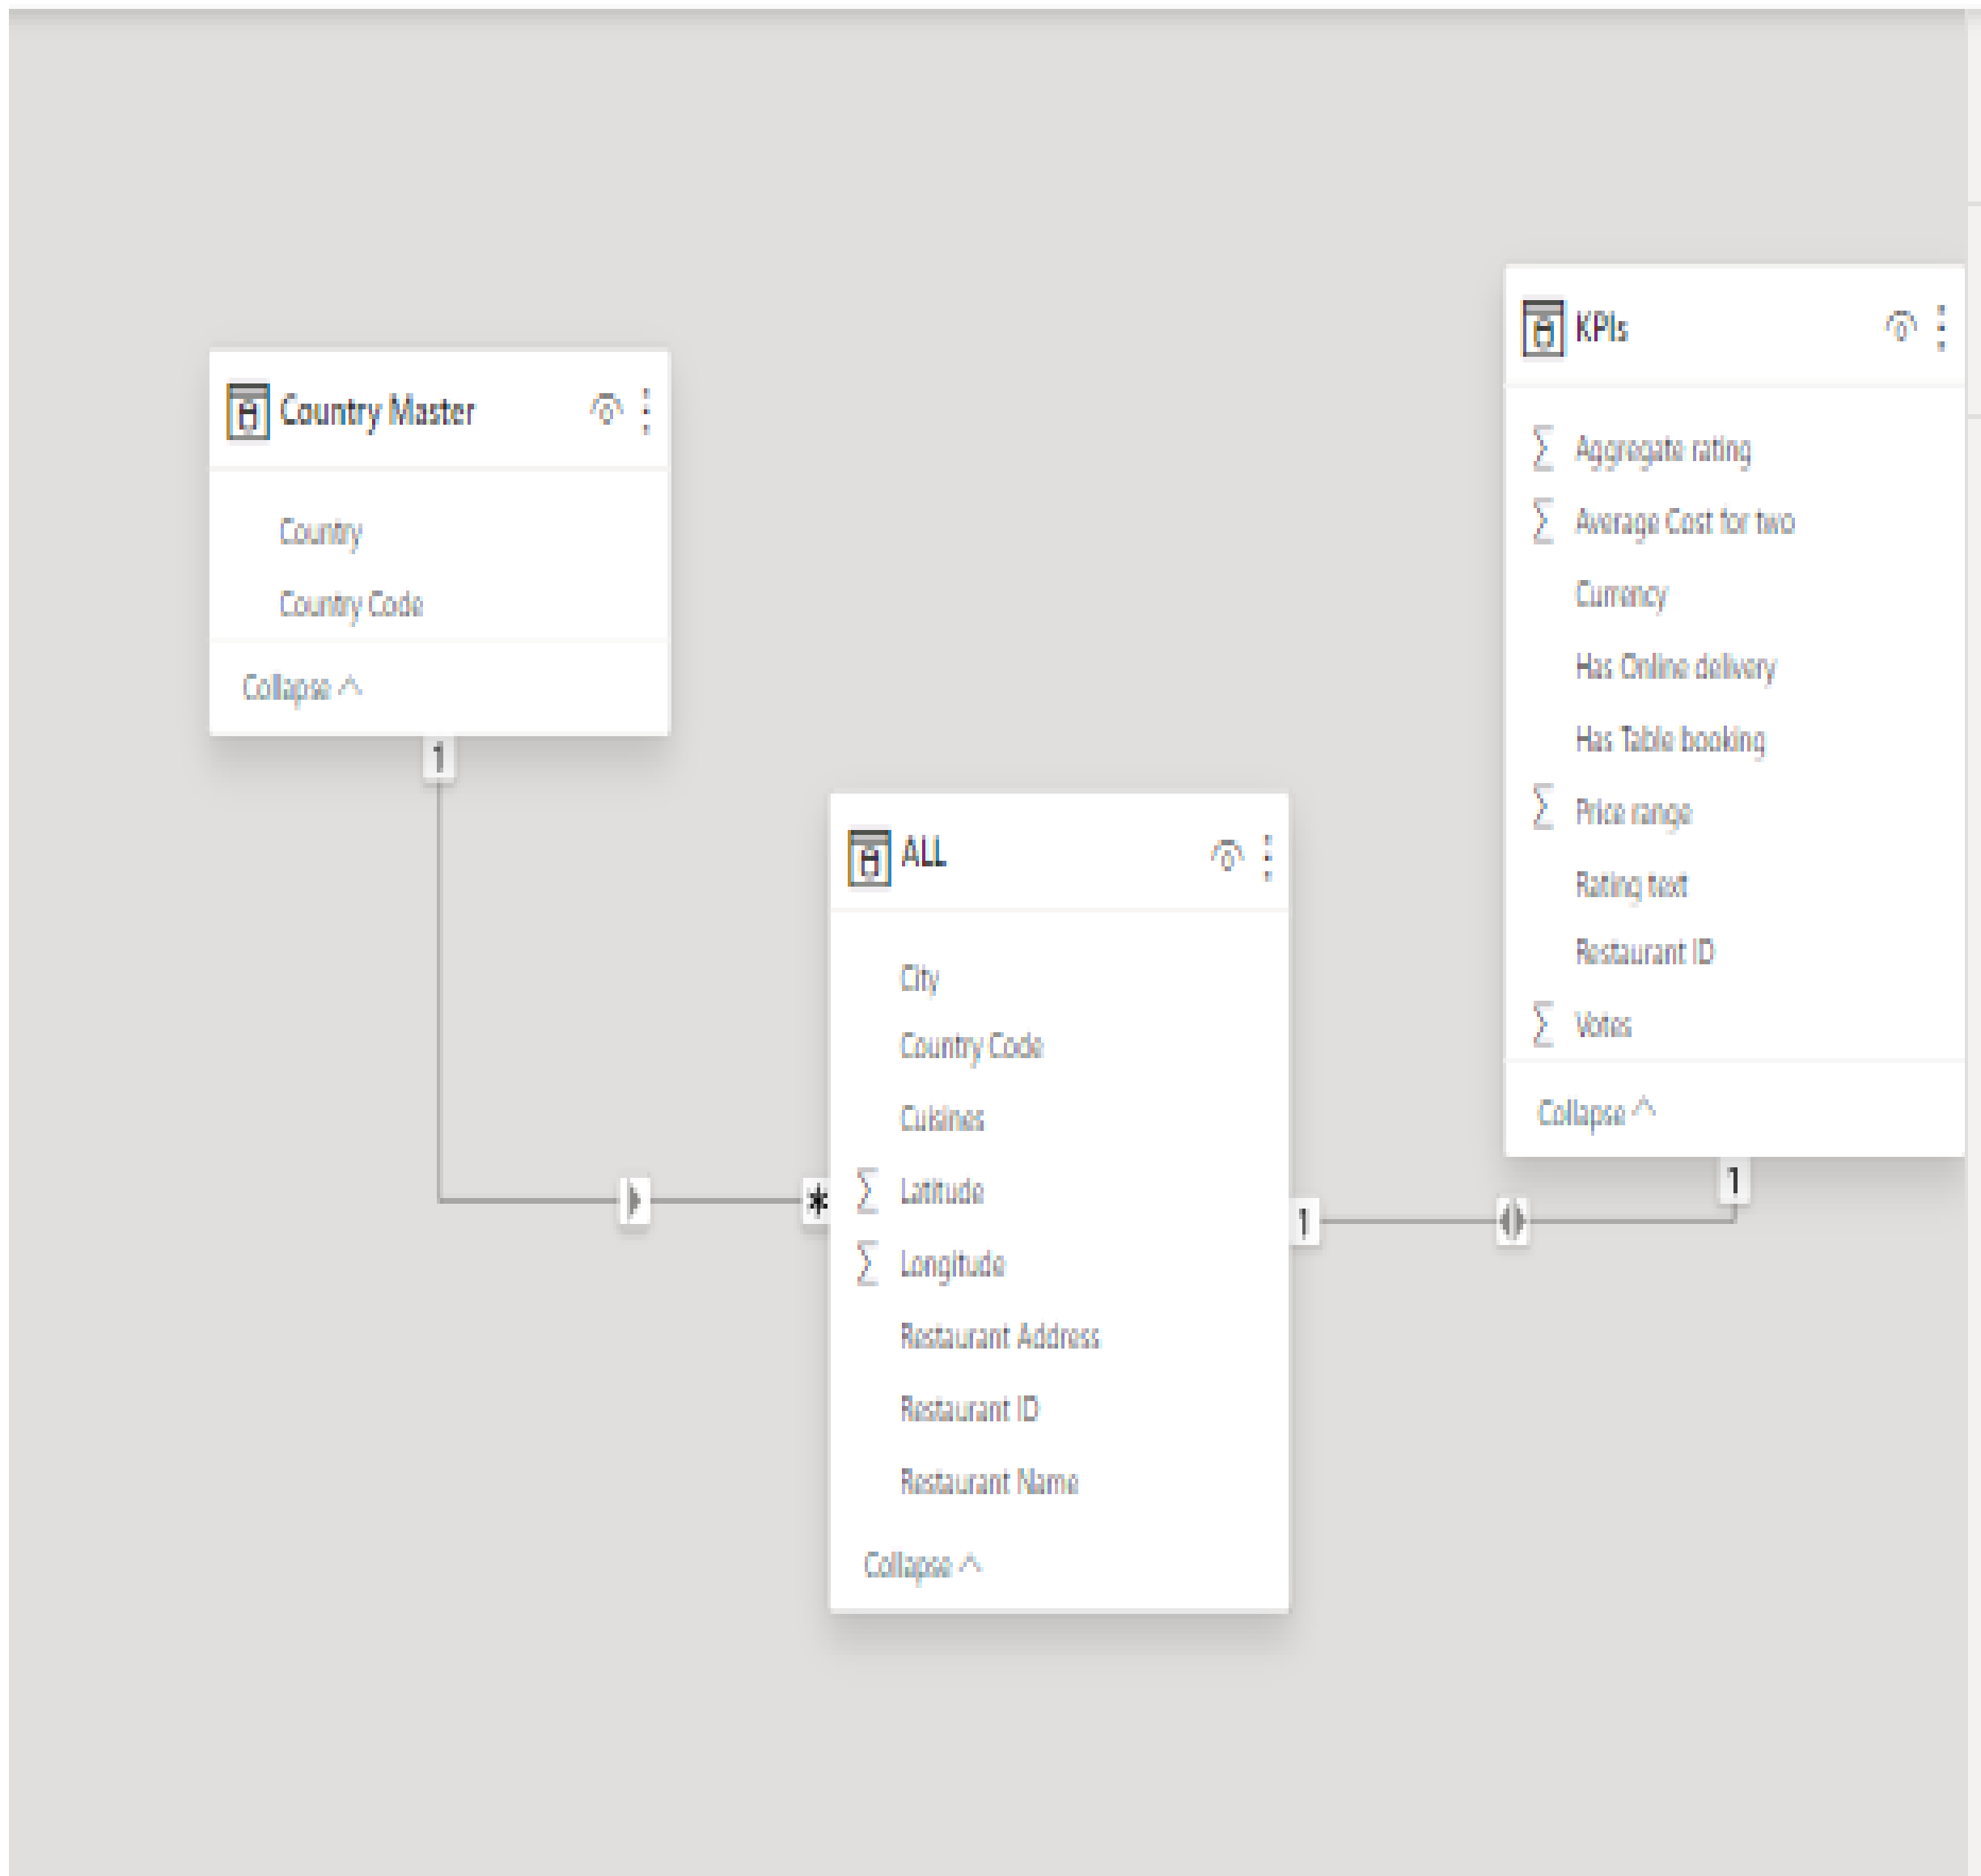 Country Master
Country
Country Code
Collapse
1
*
ALL
City
Country Code
Cuisines
Σ Latitude
Σ Longitude
Restaurant Address
Restaurant ID
Restaurant Name
Collapse
1
1
KPIs
Σ Aggregate rating
Σ Average Cost for two
Currency
Has Online delivery
Has Table booking
Σ Price range
Rating text
Restaurant ID
Σ Votes
Collapse